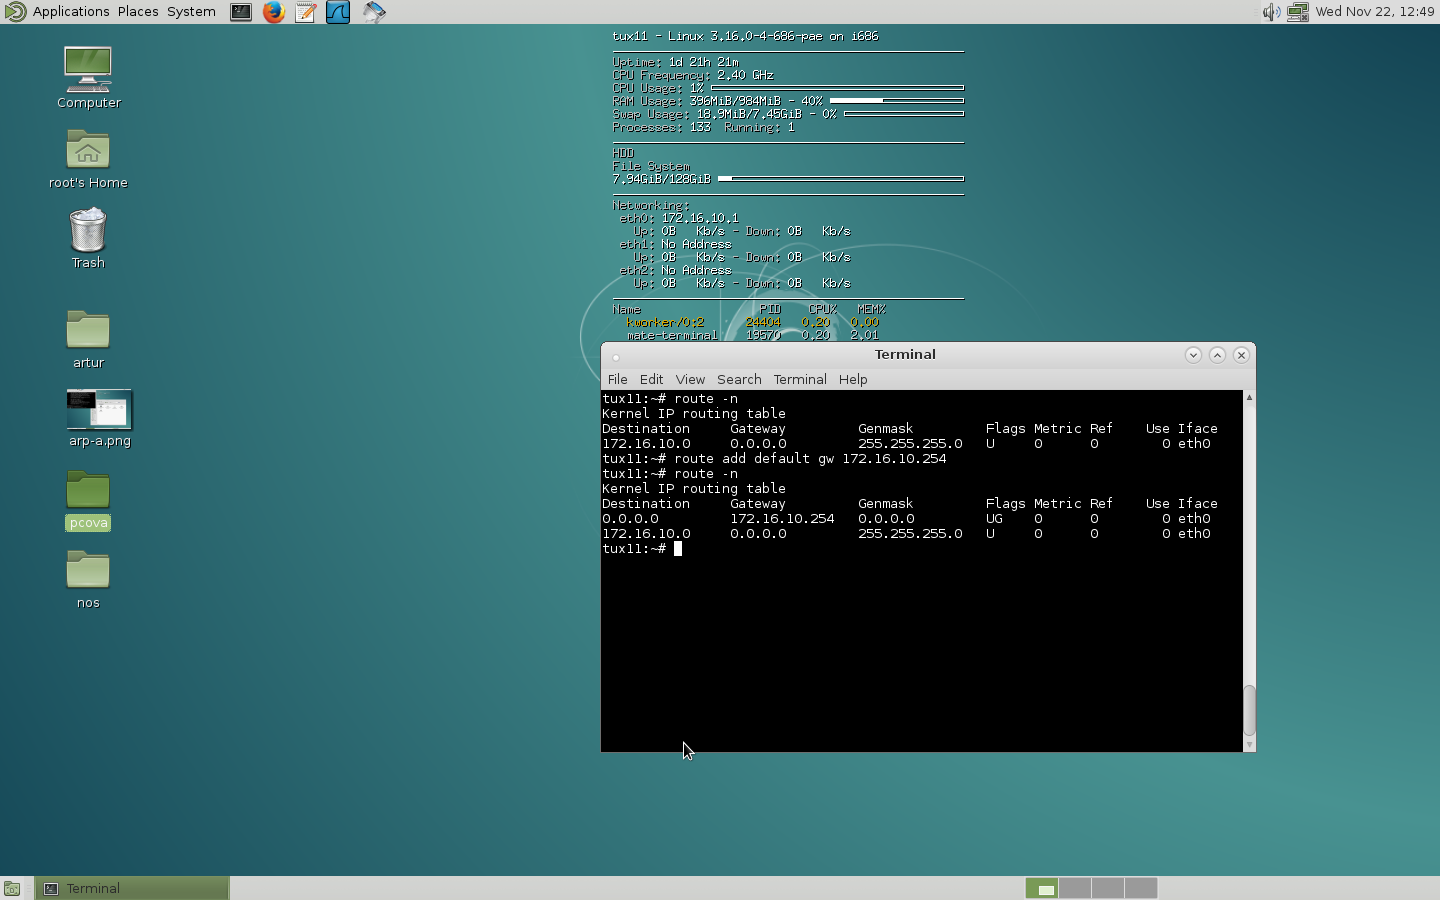 Applications Places System
Wed Nov 22, 12:49
Computer
root's Home
Trash
artur
arp-a.png
pcova
nos
tux11 - Linux 3.16.0-4-686-pae on i686
Uptime: 1d 21h 21m
CPU Frequency: 2.40 GHz
CPU Usage: 1%
RAM Usage: 396MiB/984MiB - 40%
Swap Usage: 18.9MiB/7.45GiB - 0%
Processes: 133 Running: 1
HDD
File System
7.94GiB/128GiB
Networking:
eth0: 172.16.10.1
Up: 0B Kb/s - Down: 0B Kb/s
eth1: No Address
Up: 0B Kb/s - Down: 0B Kb/s
eth2: No Address
Up: 0B Kb/s - Down: 0B Kb/s
Name PID CPU% MEM%
kworker/0:2 24404 0.20 0.00
mate-terminal 19570 0.20 2.01
Terminal
File Edit View Search Terminal Help
tux11:~# route -n
Kernel IP routing table
Destination Gateway Genmask Flags Metric Ref Use Iface
172.16.10.0 0.0.0.0 255.255.255.0 U 0 0 0 eth0
tux11:~# route add default gw 172.16.10.254
tux11:~# route -n
Kernel IP routing table
Destination Gateway Genmask Flags Metric Ref Use Iface
0.0.0.0 172.16.10.254 0.0.0.0 UG 0 0 0 eth0
172.16.10.0 0.0.0.0 255.255.255.0 U 0 0 0 eth0
tux11:~#
Terminal